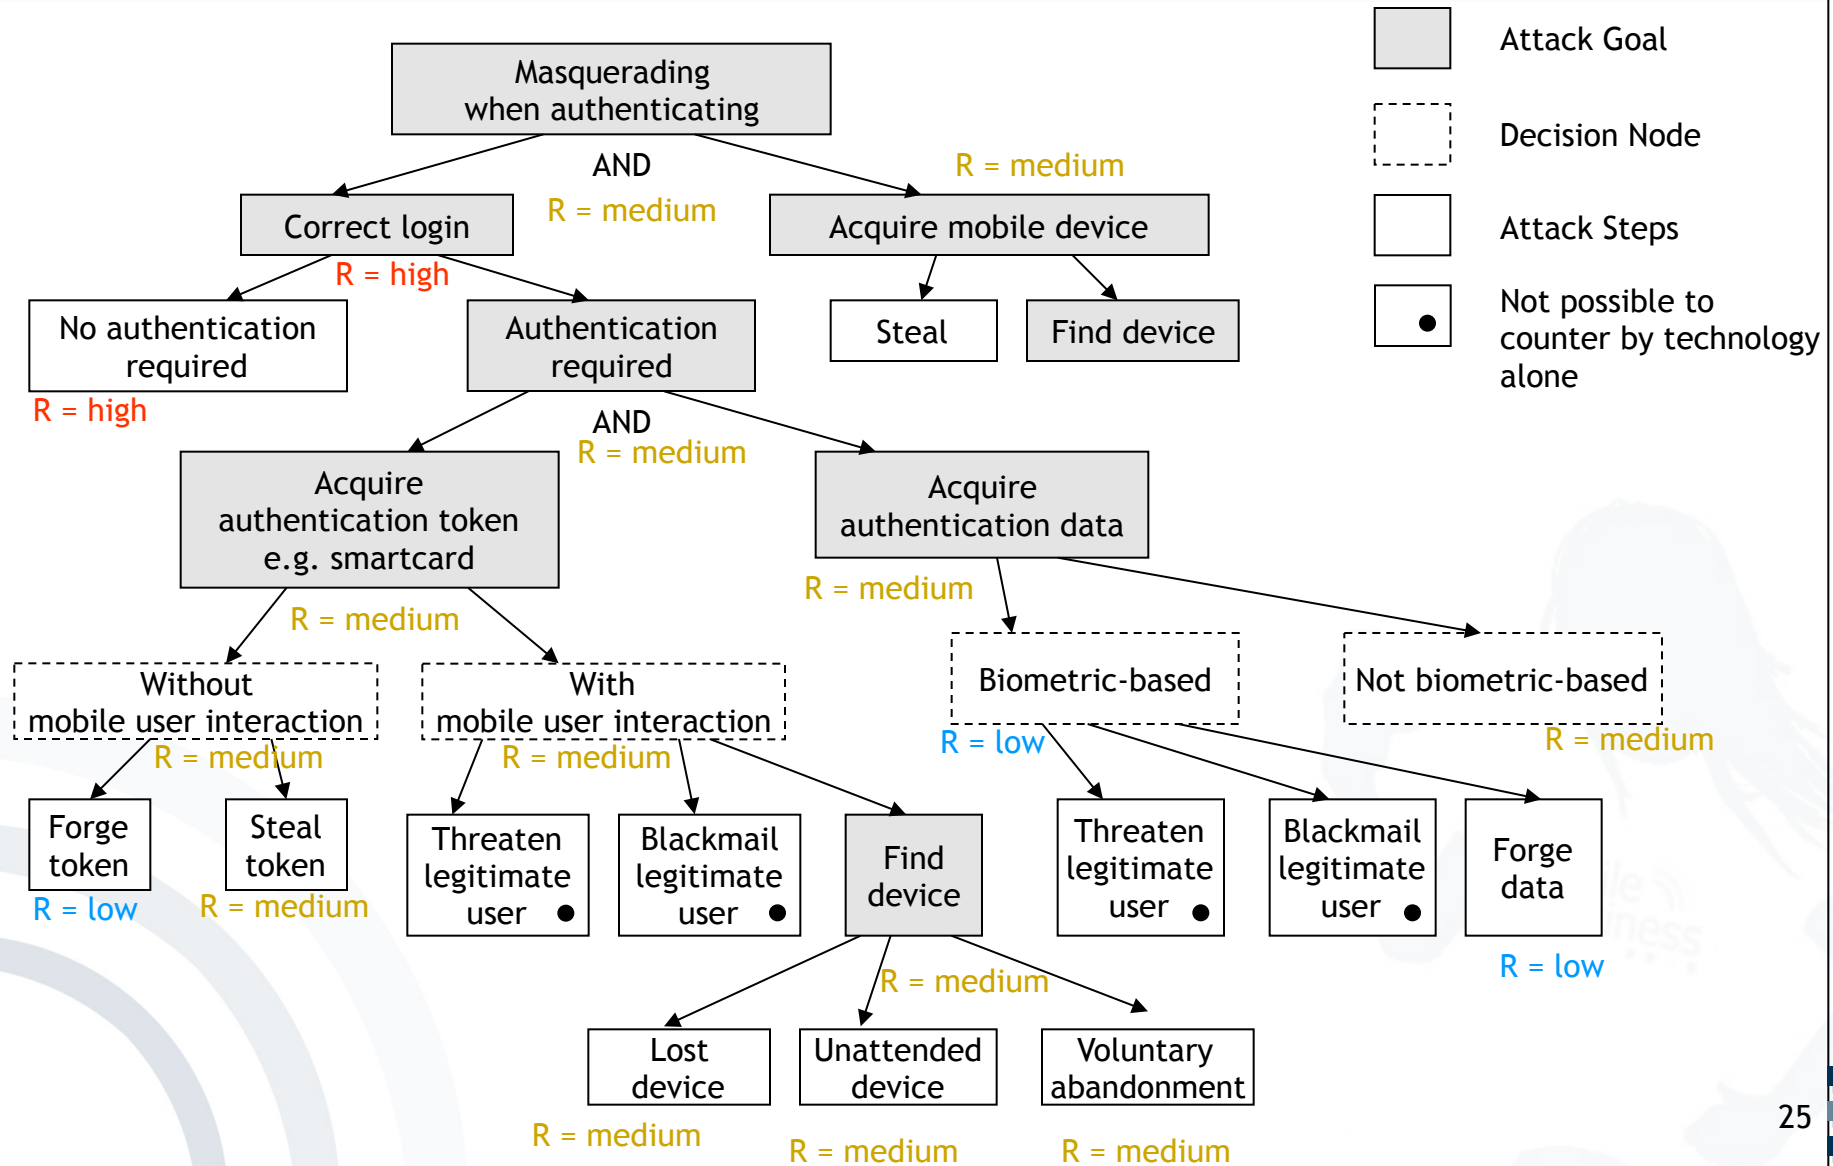 Attack Goal
Masquerading
when authenticating
Decision Node
AND
R = medium
R = medium
Correct login
Acquire mobile device
Attack Steps
R = high
No authentication
required
Authentication
required
Steal
Find device
Not possible to
counter by technology
alone
R = high
AND
R = medium
Acquire
authentication token
e.g. smartcard
Acquire
authentication data
R = medium
R = medium
Without
mobile user interaction
With
mobile user interaction
Biometric-based
Not biometric-based
R = medium
R = medium
R = low
R = medium
Forge
token
Steal
token
Threaten
legitimate
user
Blackmail
legitimate
user
Find
device
Threaten
legitimate
user
Blackmail
legitimate
user
Forge
data
R = low
R = medium
R = low
R = medium
Lost
device
Unattended
device
Voluntary
abandonment
R = medium
R = medium
R = medium
25